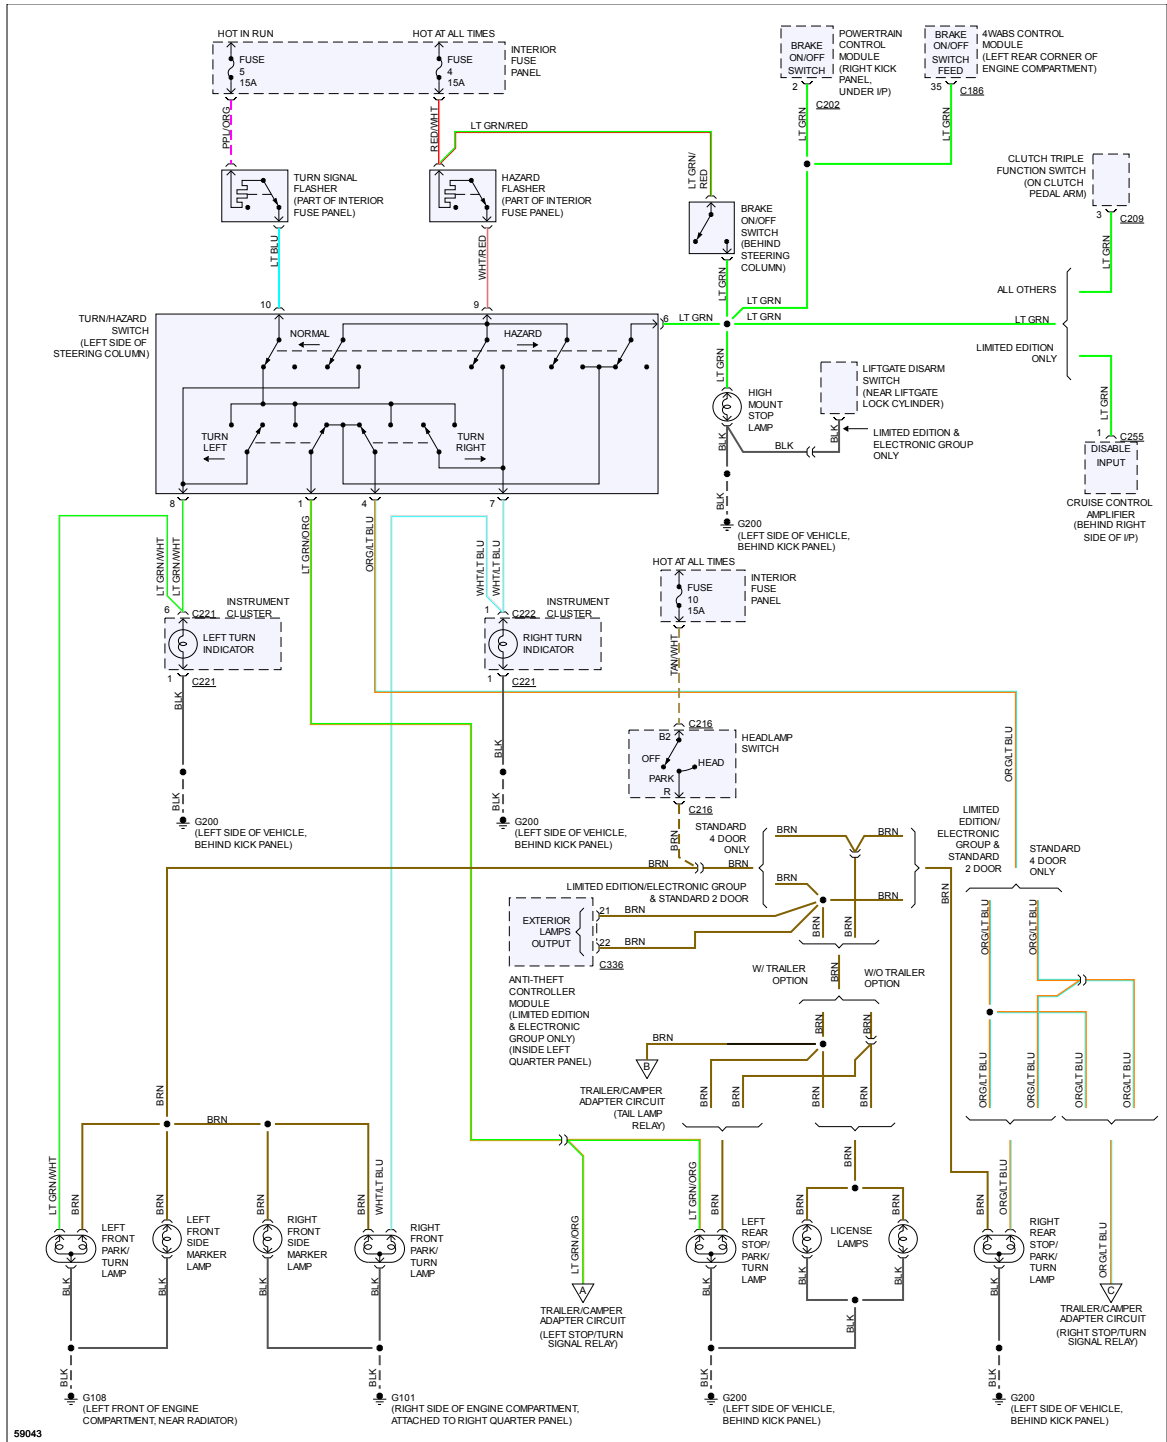 HOT IN RUN
HOT AT ALL TIMES
FUSE
5
15A
FUSE
4
15A
INTERIOR
FUSE
PANEL
PPL/ORG
RED/WHT
LT GRN/RED
LT GRN/
RED
TURN SIGNAL
FLASHER
(PART OF INTERIOR
FUSE PANEL)
HAZARD
FLASHER
(PART OF INTERIOR
FUSE PANEL)
BRAKE
ON/OFF
SWITCH
(BEHIND
STEERING
COLUMN)
BRAKE
ON/OFF
SWITCH
2
C202
POWERTRAIN
CONTROL
MODULE
(RIGHT KICK
PANEL,
UNDER I/P)
BRAKE
ON/OFF
SWITCH
FEED
35
C186
4WABS CONTROL
MODULE
(LEFT REAR CORNER OF
ENGINE COMPARTMENT)
LT GRN
LT GRN
CLUTCH TRIPLE
FUNCTION SWITCH
(ON CLUTCH
PEDAL ARM)
3
C209
LT GRN
ALL OTHERS
LT BLU
WHT/RED
LT GRN
LT GRN
10
9
6
LT GRN
LT GRN
LT GRN
TURN/HAZARD
SWITCH
(LEFT SIDE OF
STEERING COLUMN)
NORMAL
HAZARD
TURN
LEFT
TURN
RIGHT
LIMITED EDITION
ONLY
LT GRN
LT GRN
HIGH
MOUNT
STOP
LAMP
LIFTGATE DISARM
SWITCH
(NEAR LIFTGATE
LOCK CYLINDER)
BLK
BLK
BLK
LIMITED EDITION &
ELECTRONIC GROUP
ONLY
1
C255
DISABLE
INPUT
CRUISE CONTROL
AMPLIFIER
(BEHIND RIGHT
SIDE OF I/P)
BLK
G200
(LEFT SIDE OF VEHICLE,
BEHIND KICK PANEL)
8
1
4
7
LT GRN/WHT
LT GRN/WHT
LT GRN/ORG
ORG/LT BLU
WHT/LT BLU
WHT/LT BLU
HOT AT ALL TIMES
FUSE
10
15A
INTERIOR
FUSE
PANEL
6
C221
INSTRUMENT
CLUSTER
1
C222
INSTRUMENT
CLUSTER
LEFT TURN
INDICATOR
RIGHT TURN
INDICATOR
1
C221
1
C221
TAN/WHT
BLK
BLK
BLK
BLK
G200
(LEFT SIDE OF VEHICLE,
BEHIND KICK PANEL)
G200
(LEFT SIDE OF VEHICLE,
BEHIND KICK PANEL)
C216
B2
OFF
HEAD
PARK
R
HEADLAMP
SWITCH
C216
BRN
STANDARD
4 DOOR
ONLY
ORG/LT BLU
BRN
BRN
BRN
BRN
BRN
BRN
BRN
LIMITED
EDITION/
ELECTRONIC
GROUP &
STANDARD
2 DOOR
STANDARD
4 DOOR
ONLY
LIMITED EDITION/ELECTRONIC GROUP
& STANDARD 2 DOOR
EXTERIOR
LAMPS
OUTPUT
21
BRN
22
BRN
C336
ANTI-THEFT
CONTROLLER
MODULE
(LIMITED EDITION
& ELECTRONIC
GROUP ONLY)
(INSIDE LEFT
QUARTER PANEL)
BRN
BRN
W/ TRAILER
OPTION
BRN
W/O TRAILER
OPTION
BRN
BRN
BRN
B
TRAILER/CAMPER
ADAPTER CIRCUIT
(TAIL LAMP
RELAY)
BRN
BRN
BRN
BRN
ORG/LT BLU
ORG/LT BLU
ORG/LT BLU
ORG/LT BLU
ORG/LT BLU
ORG/LT BLU
BRN
BRN
LT GRN/WHT
BRN
BRN
BRN
WHT/LT BLU
LEFT
FRONT
PARK/
TURN
LAMP
LEFT
FRONT
SIDE
MARKER
LAMP
RIGHT
FRONT
SIDE
MARKER
LAMP
BRN
RIGHT
FRONT
PARK/
TURN
LAMP
BLK
BLK
BLK
BLK
BLK
BLK
G108
(LEFT FRONT OF ENGINE
COMPARTMENT, NEAR RADIATOR)
G101
(RIGHT SIDE OF ENGINE COMPARTMENT,
ATTACHED TO RIGHT QUARTER PANEL)
LT GRN/ORG
A
TRAILER/CAMPER
ADAPTER CIRCUIT
(LEFT STOP/TURN
SIGNAL RELAY)
LT GRN/ORG
BRN
LEFT
REAR
STOP/
PARK/
TURN
LAMP
BRN
BRN
BRN
LICENSE
LAMPS
BLK
BLK
BLK
BLK
BLK
G200
(LEFT SIDE OF VEHICLE,
BEHIND KICK PANEL)
BRN
ORG/LT BLU
RIGHT
REAR
STOP/
PARK/
TURN
LAMP
BLK
BLK
G200
(LEFT SIDE OF VEHICLE,
BEHIND KICK PANEL)
ORG/LT BLU
C
TRAILER/CAMPER
ADAPTER CIRCUIT
(RIGHT STOP/TURN
SIGNAL RELAY)
59043